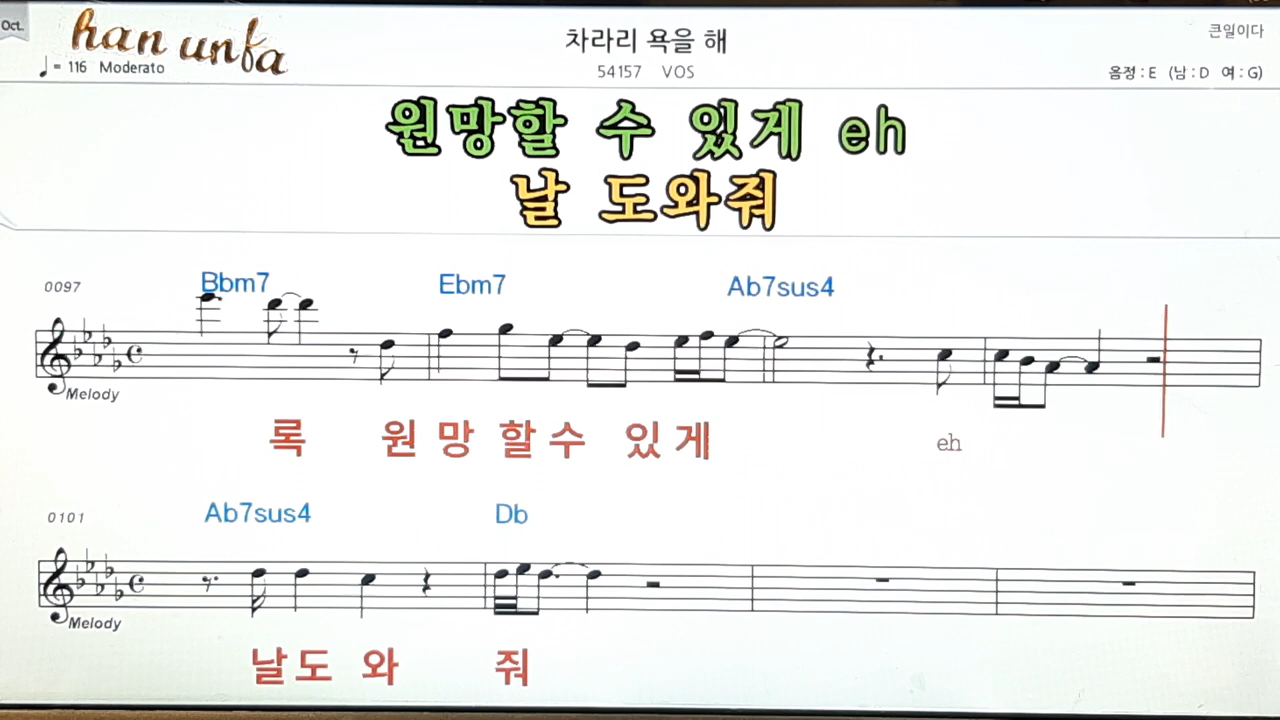 Oct.
han unfa
차라리 욕을 해
큰일이다
♩= 116 Moderato
54157 VOS
음정 : E (남 : D 여 : G)
원망할 수 있게 eh
날 도와줘
0097
Bbm7 Ebm7 Ab7sus4
Melody
록 원 망 할 수 있 게 eh
0101
Ab7sus4 Db
Melody
날 도 와 줘